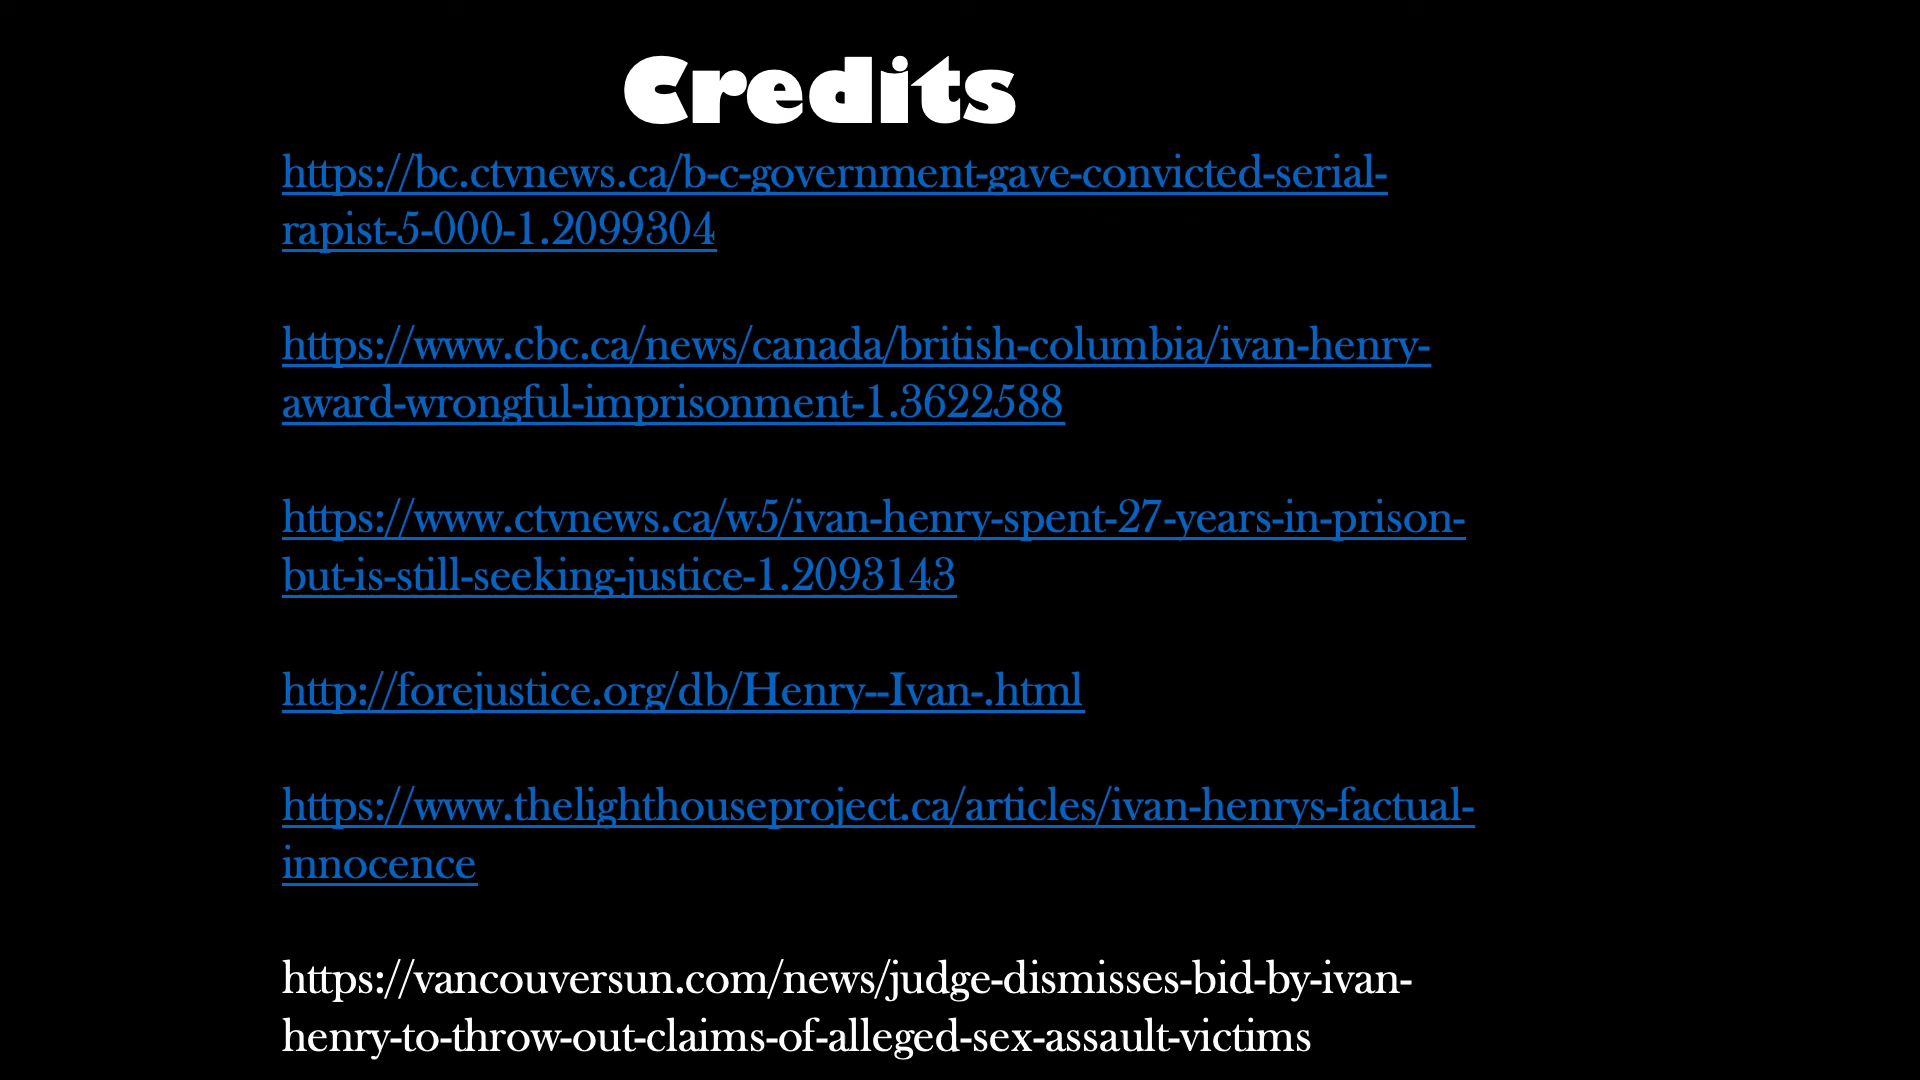 Credits
https://bc.ctvnews.ca/b-c-government-gave-convicted-serial-
rapist-5-000-1.2099304
https://www.cbc.ca/news/canada/british-columbia/ivan-henry-
award-wrongful-imprisonment-1.3622588
https://www.ctvnews.ca/w5/ivan-henry-spent-27-years-in-prison-
but-is-still-seeking-justice-1.2093143
http://forejustice.org/db/Henry--Ivan-.html
https://www.thelighthouseproject.ca/articles/ivan-henrys-factual-
innocence
https://vancouversun.com/news/judge-dismisses-bid-by-ivan-
henry-to-throw-out-claims-of-alleged-sex-assault-victims